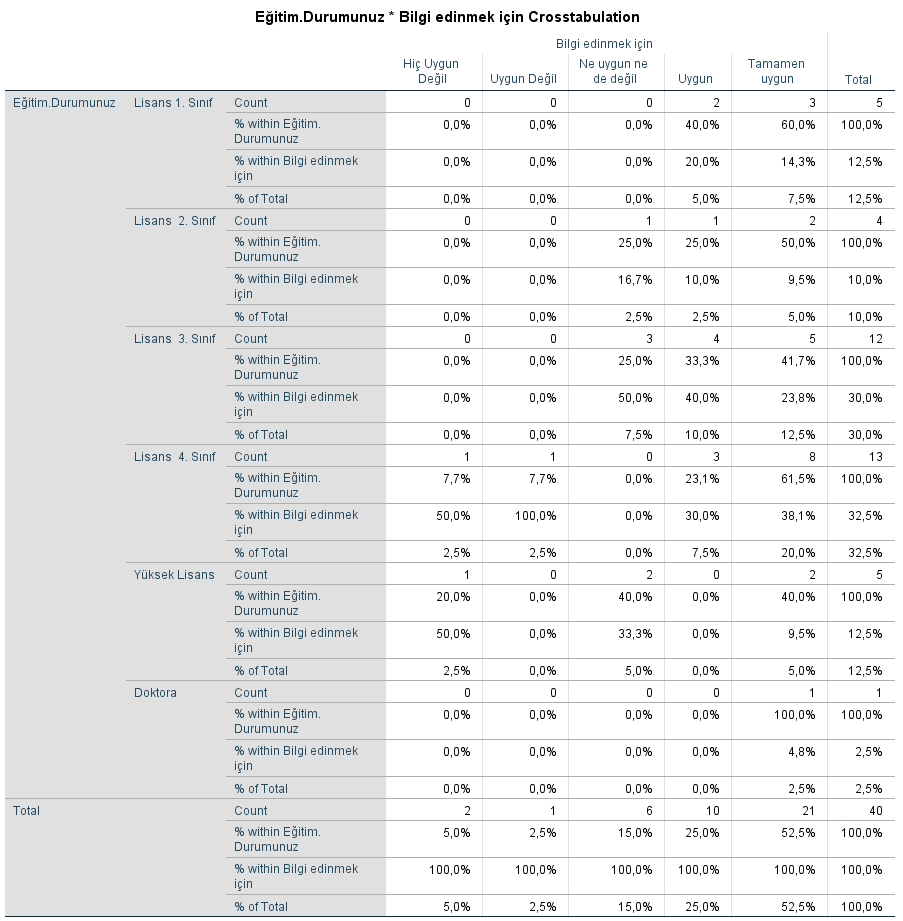 Eğitim.Durumunuz * Bilgi edinmek için Crosstabulation
Bilgi edinmek için
Hiç Uygun Değil Uygun Değil Ne uygun ne de değil Uygun Tamamen uygun Total
Eğitim.Durumunuz Lisans 1. Sınıf Count 0 0 0 2 3 5
% within Eğitim. Durumunuz 0,0% 0,0% 0,0% 40,0% 60,0% 100,0%
% within Bilgi edinmek için 0,0% 0,0% 0,0% 20,0% 14,3% 12,5%
% of Total 0,0% 0,0% 0,0% 5,0% 7,5% 12,5%
Lisans 2. Sınıf Count 0 0 1 1 2 4
% within Eğitim. Durumunuz 0,0% 0,0% 25,0% 25,0% 50,0% 100,0%
% within Bilgi edinmek için 0,0% 0,0% 16,7% 10,0% 9,5% 10,0%
% of Total 0,0% 0,0% 2,5% 2,5% 5,0% 10,0%
Lisans 3. Sınıf Count 0 0 3 4 5 12
% within Eğitim. Durumunuz 0,0% 0,0% 25,0% 33,3% 41,7% 100,0%
% within Bilgi edinmek için 0,0% 0,0% 50,0% 40,0% 23,8% 30,0%
% of Total 0,0% 0,0% 7,5% 10,0% 12,5% 30,0%
Lisans 4. Sınıf Count 1 1 0 3 8 13
% within Eğitim. Durumunuz 7,7% 7,7% 0,0% 23,1% 61,5% 100,0%
% within Bilgi edinmek için 50,0% 100,0% 0,0% 30,0% 38,1% 32,5%
% of Total 2,5% 2,5% 0,0% 7,5% 20,0% 32,5%
Yüksek Lisans Count 1 0 2 0 2 5
% within Eğitim. Durumunuz 20,0% 0,0% 40,0% 0,0% 40,0% 100,0%
% within Bilgi edinmek için 50,0% 0,0% 33,3% 0,0% 9,5% 12,5%
% of Total 2,5% 0,0% 5,0% 0,0% 5,0% 12,5%
Doktora Count 0 0 0 0 1 1
% within Eğitim. Durumunuz 0,0% 0,0% 0,0% 0,0% 100,0% 100,0%
% within Bilgi edinmek için 0,0% 0,0% 0,0% 0,0% 4,8% 2,5%
% of Total 0,0% 0,0% 0,0% 0,0% 2,5% 2,5%
Total Count 2 1 6 10 21 40
% within Eğitim. Durumunuz 5,0% 2,5% 15,0% 25,0% 52,5% 100,0%
% within Bilgi edinmek için 100,0% 100,0% 100,0% 100,0% 100,0% 100,0%
% of Total 5,0% 2,5% 15,0% 25,0% 52,5% 100,0%